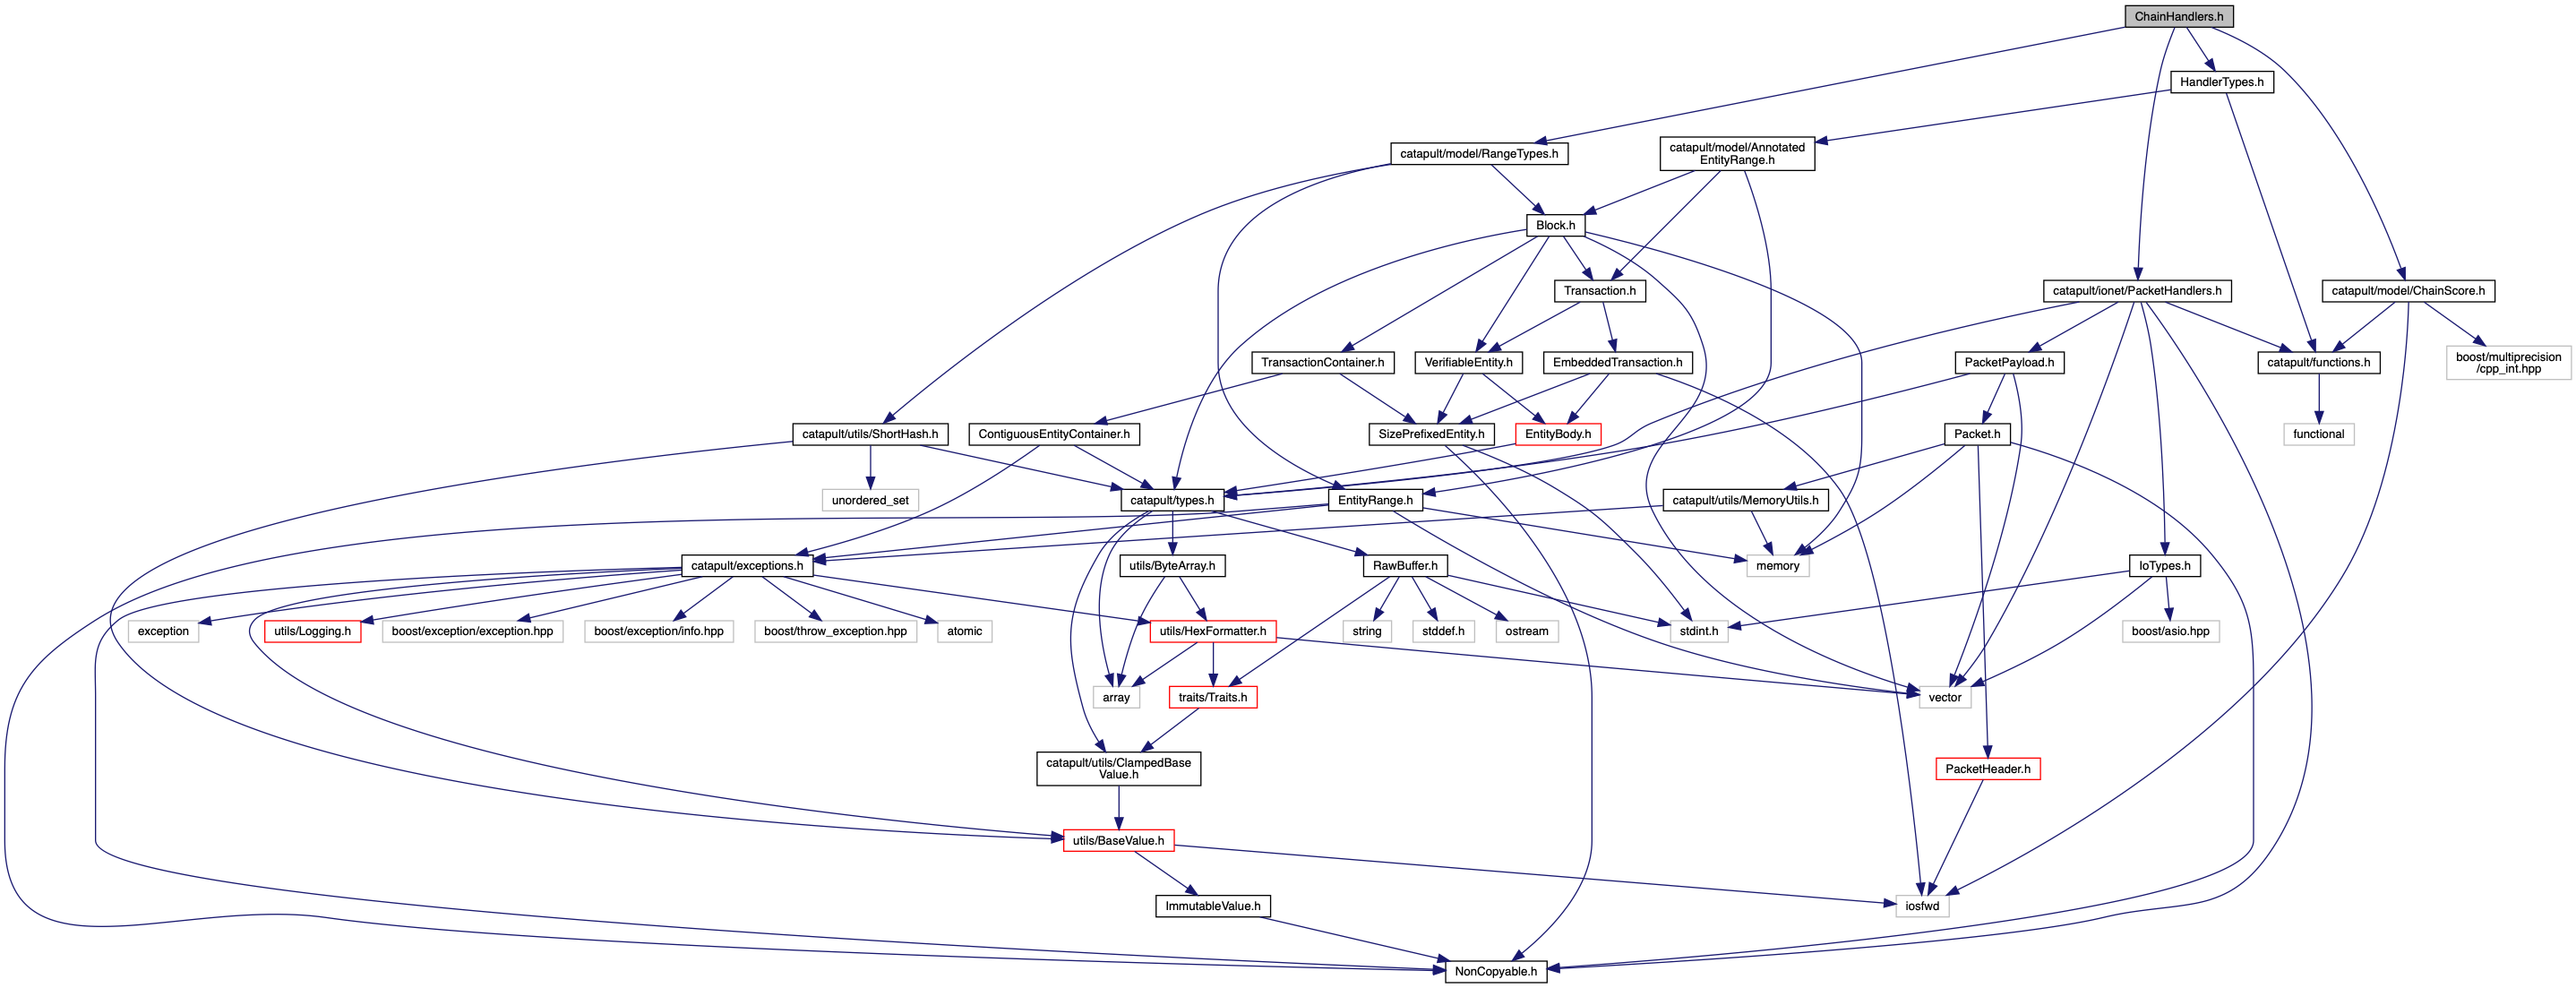 ChainHandlers.h
HandlerTypes.h
catapult/model/RangeTypes.h
catapult/model/Annotated
EntityRange.h
Block.h
Transaction.h
catapult/ionet/PacketHandlers.h
catapult/model/ChainScore.h
TransactionContainer.h
VerifiableEntity.h
EmbeddedTransaction.h
PacketPayload.h
catapult/functions.h
boost/multiprecision
/cpp_int.hpp
catapult/utils/ShortHash.h
ContiguousEntityContainer.h
SizePrefixedEntity.h
EntityBody.h
Packet.h
functional
unordered_set
catapult/types.h
EntityRange.h
catapult/utils/MemoryUtils.h
catapult/exceptions.h
utils/ByteArray.h
RawBuffer.h
memory
IoTypes.h
exception
utils/Logging.h
boost/exception/exception.hpp
boost/exception/info.hpp
boost/throw_exception.hpp
atomic
utils/HexFormatter.h
string
stddef.h
ostream
stdint.h
boost/asio.hpp
array
traits/Traits.h
vector
catapult/utils/ClampedBase
Value.h
PacketHeader.h
utils/BaseValue.h
ImmutableValue.h
iosfwd
NonCopyable.h